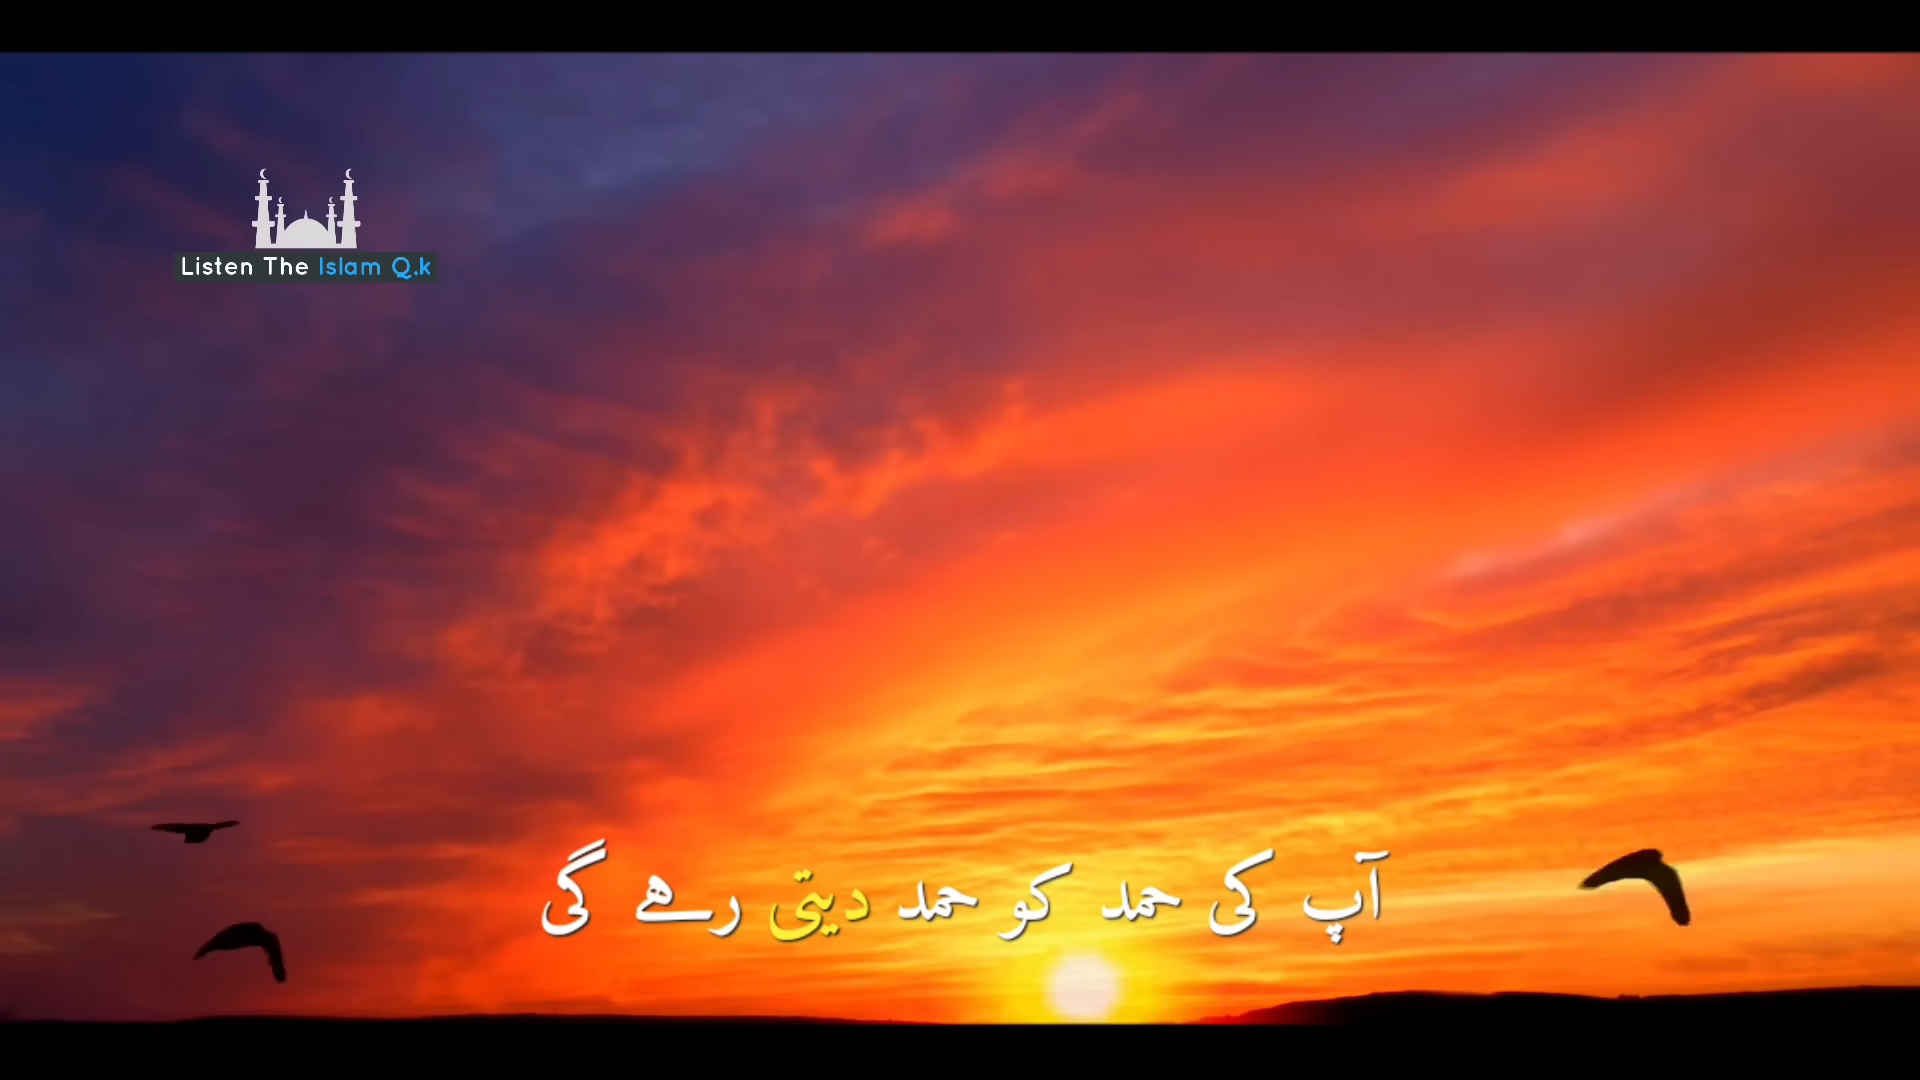 Listen The Islam Q.k
آپ کی حمد کو حمد دیتی رہے گی